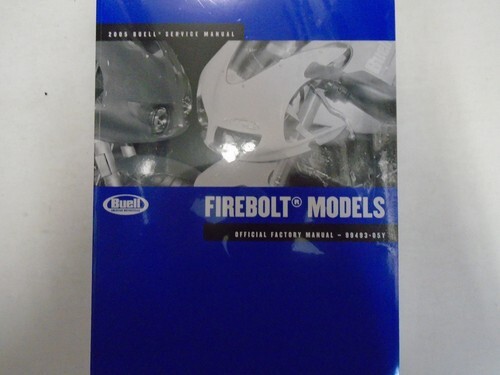 2005 BUELL® SERVICE MANUAL
Buell
FIREBOLT® MODELS
OFFICIAL FACTORY MANUAL – 99493-05Y